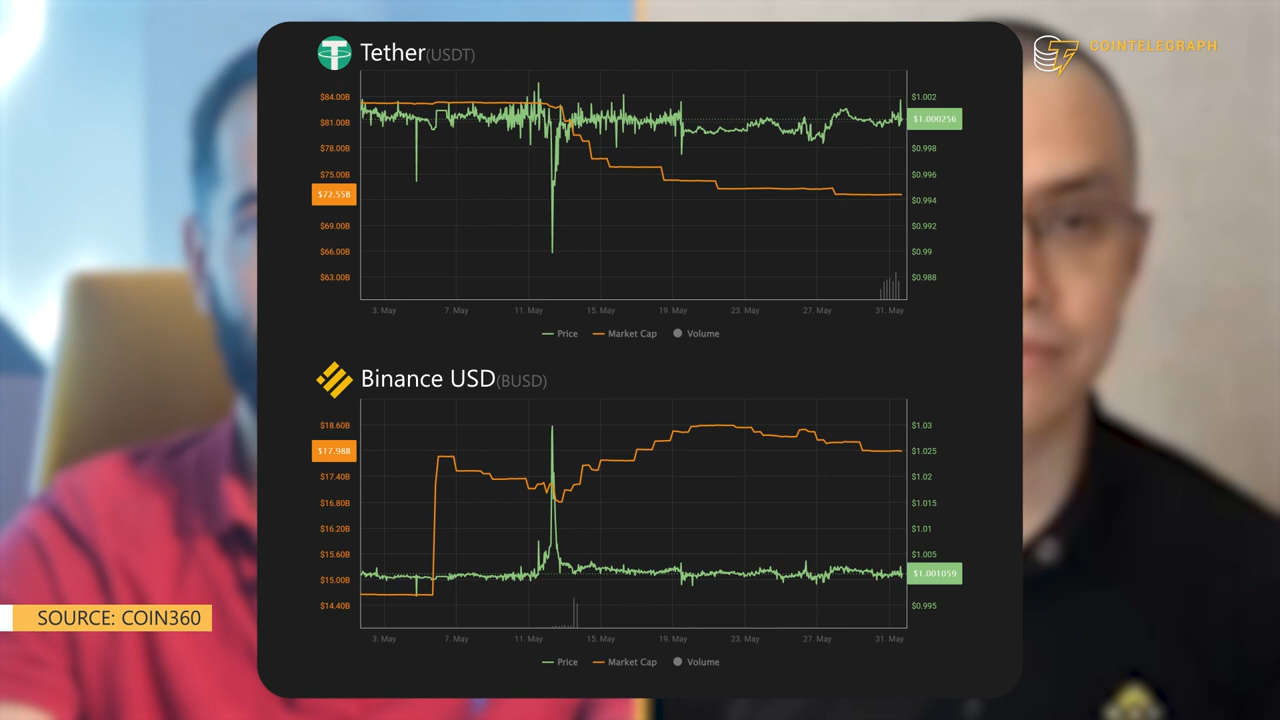 COINTELEGRAPH
Tether(USDT)
$84.00B
$81.00B
$78.00B
$75.00B
$72.55B
$69.00B
$66.00B
$63.00B
$1.002
$1.000256
$0.998
$0.996
$0.994
$0.992
$0.99
$0.988
3. May 7. May 11. May 15. May 19. May 23. May 27. May 31. May
Price Market Cap Volume
Binance USD(BUSD)
$18.60B
$17.98B
$17.40B
$16.80B
$16.20B
$15.60B
$15.00B
$14.40B
$1.03
$1.025
$1.02
$1.015
$1.01
$1.005
$1.001059
$0.995
3. May 7. May 11. May 15. May 19. May 23. May 27. May 31. May
Price Market Cap Volume
SOURCE: COIN360